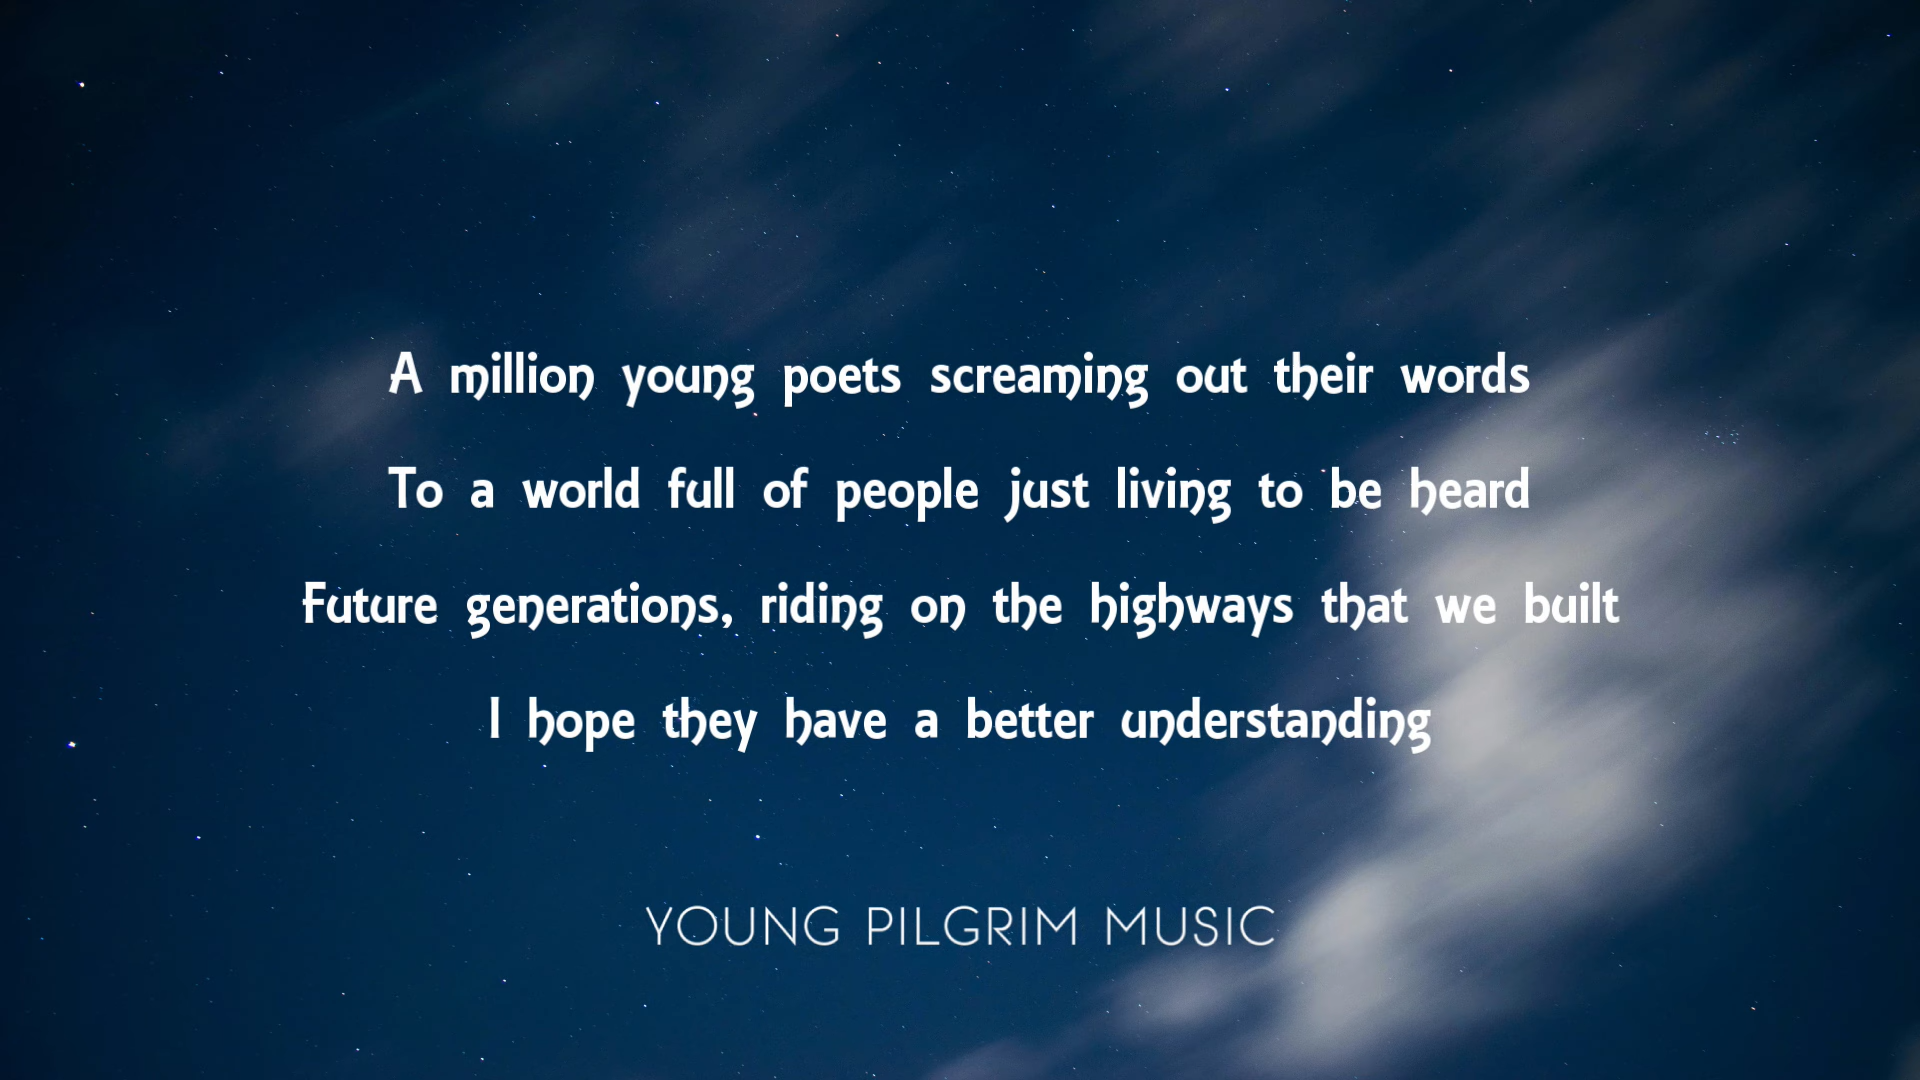 A million young poets screaming out their words
To a world full of people just living to be heard
Future generations, riding on the highways that we built
I hope they have a better understanding
YOUNG PILGRIM MUSIC